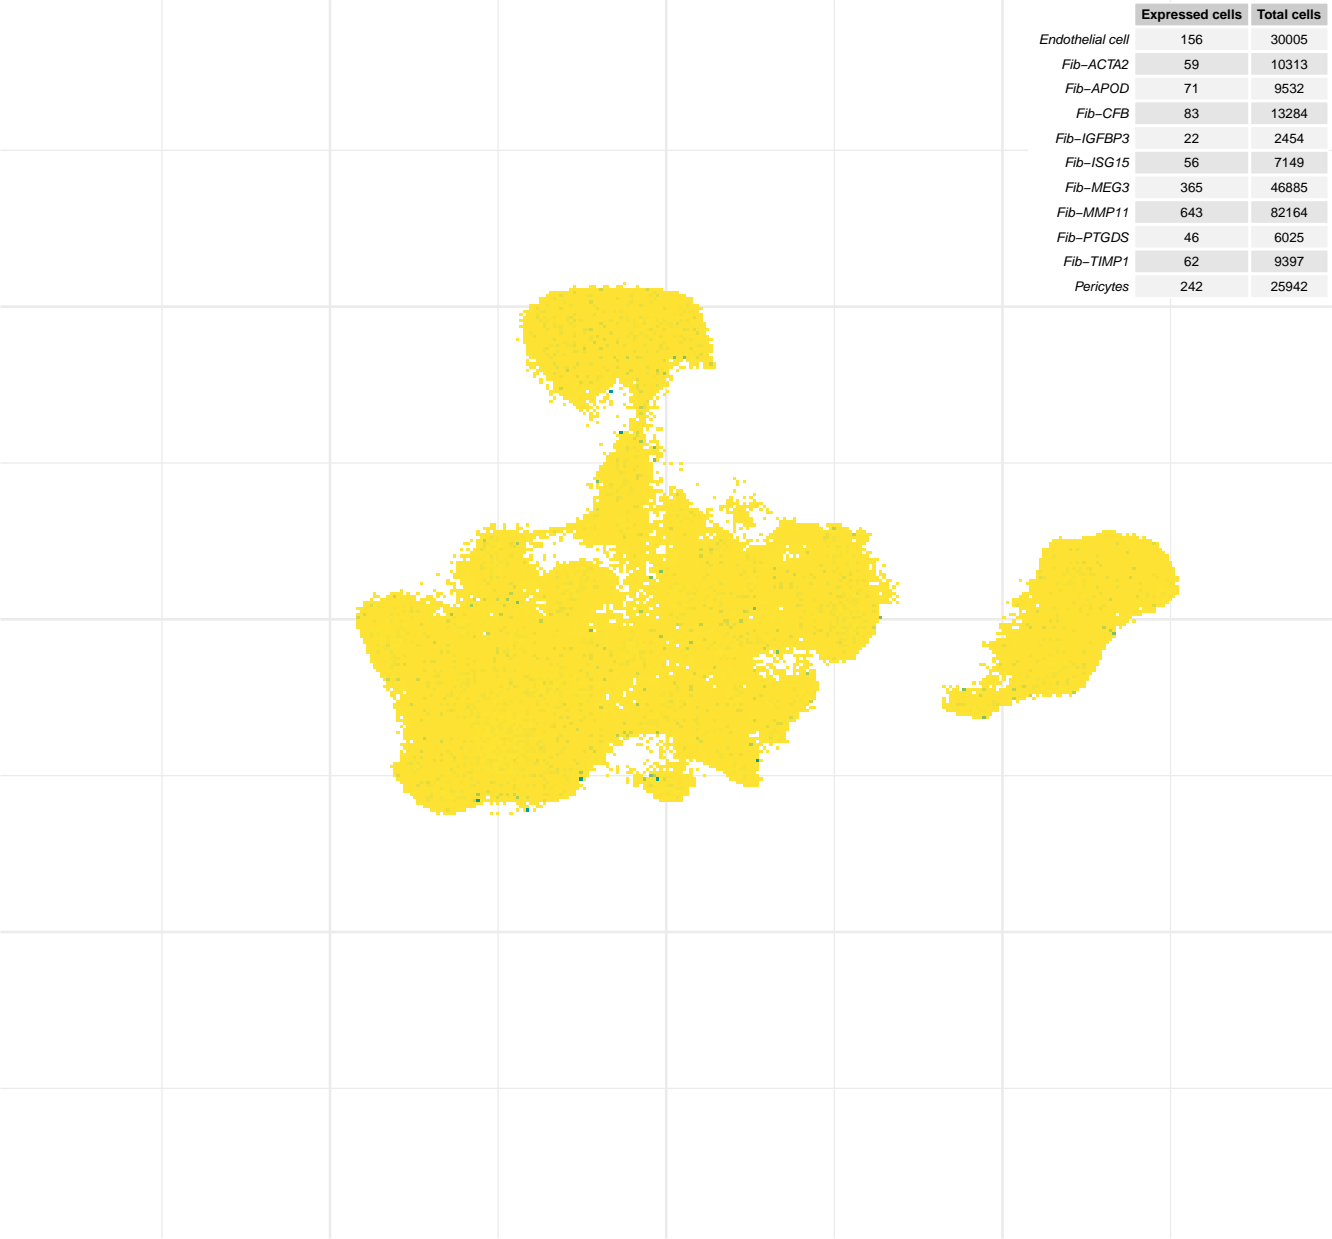 Expressed cells Total cells
Endothelial cell 156 30005
Fib−ACTA2 59 10313
Fib−APOD 71 9532
Fib−CFB 83 13284
Fib−IGFBP3 22 2454
Fib−ISG15 56 7149
Fib−MEG3 365 46885
Fib−MMP11 643 82164
Fib−PTGDS 46 6025
Fib−TIMP1 62 9397
Pericytes 242 25942